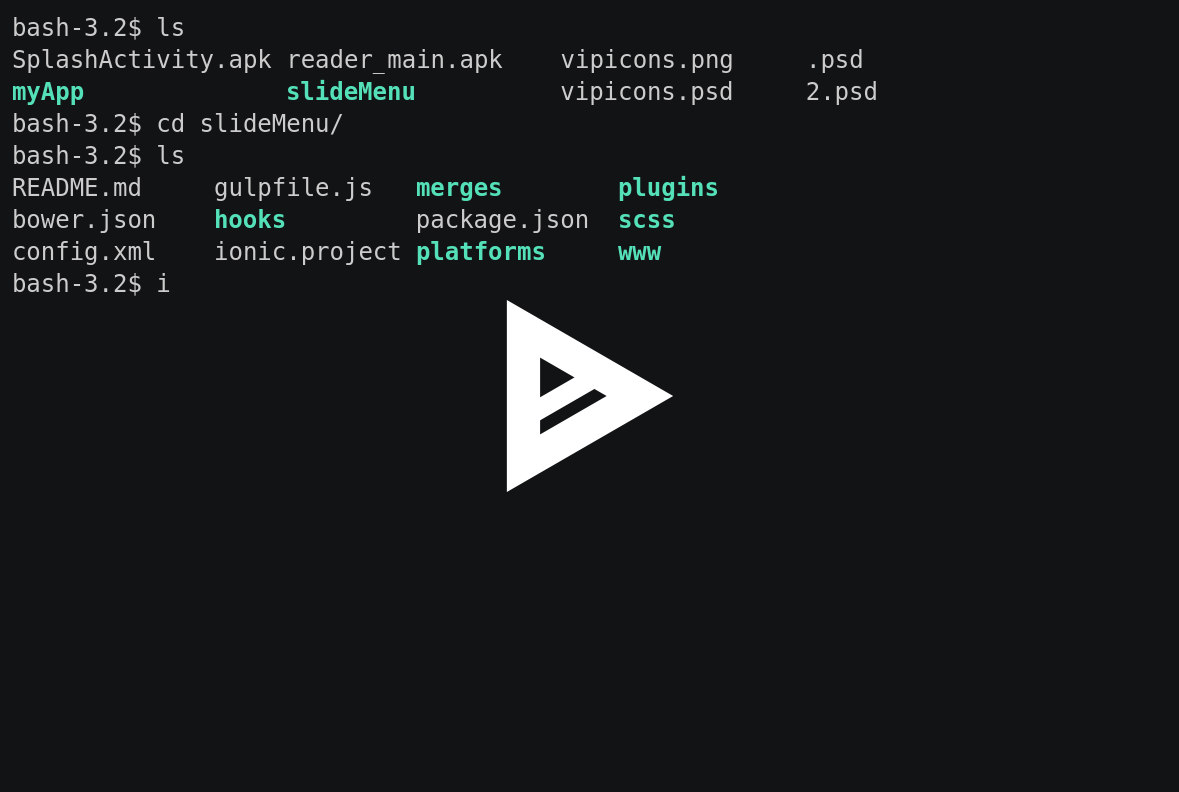 bash-3.2$ ls
SplashActivity.apk reader_main.apk    vipicons.png     .psd
myApp              slideMenu          vipicons.psd     2.psd
bash-3.2$ cd slideMenu/
bash-3.2$ ls
README.md     gulpfile.js   merges        plugins
bower.json    hooks         package.json  scss
config.xml    ionic.project platforms     www
bash-3.2$ i